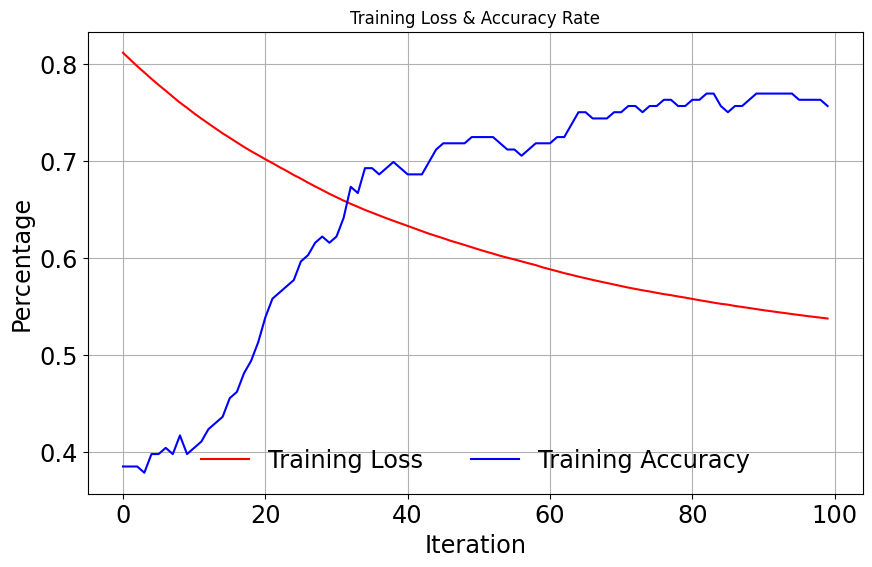 Training Loss & Accuracy Rate
Percentage
0.8
0.7
0.6
0.5
0.4
Training Loss Training Accuracy
0 20 40 60 80 100
Iteration